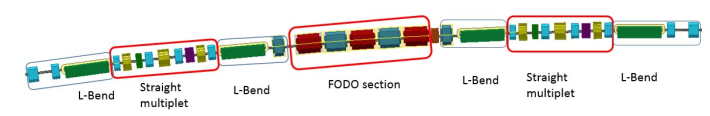 L-Bend
Straight
multiplet
L-Bend
FODO section
L-Bend
Straight
multiplet
L-Bend